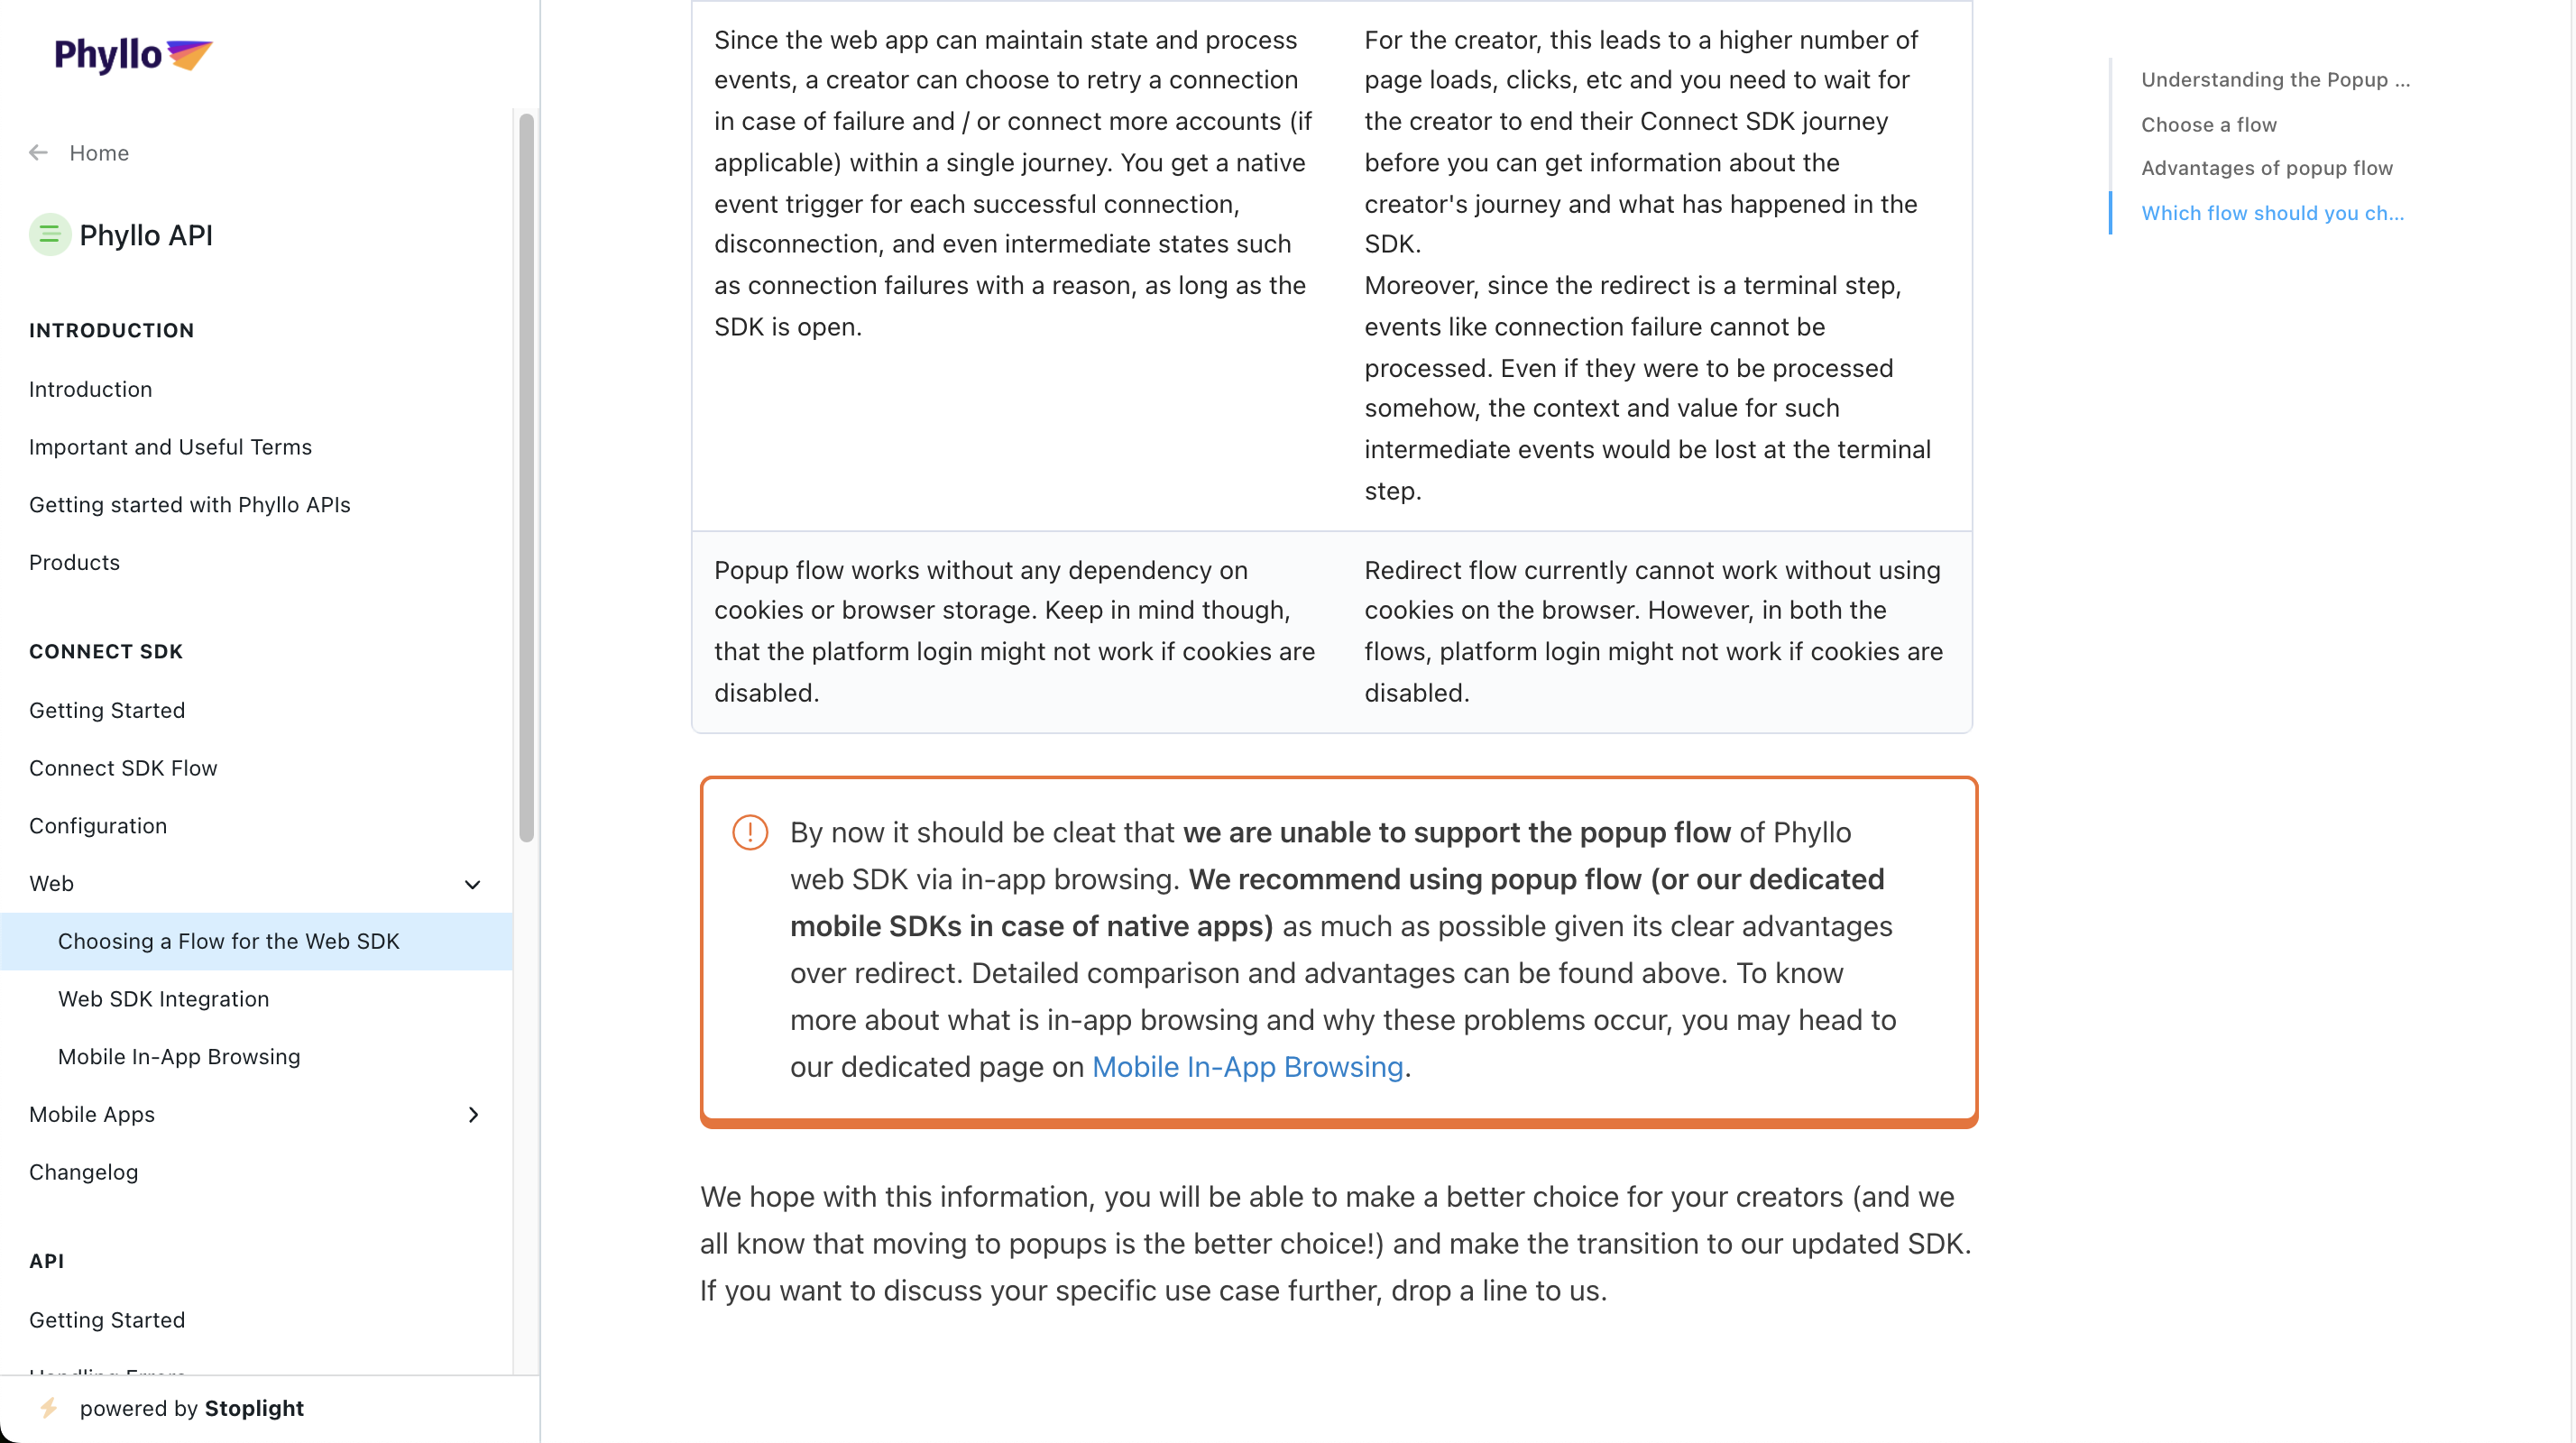 Phyllo
Home
Phyllo API
INTRODUCTION
Introduction
Important and Useful Terms
Getting started with Phyllo APIs
Products
CONNECT SDK
Getting Started
Connect SDK Flow
Configuration
Web
Choosing a Flow for the Web SDK
Web SDK Integration
Mobile In-App Browsing
Mobile Apps
Changelog
API
Getting Started
Handling Errors
powered by Stoplight
Since the web app can maintain state and process
events, a creator can choose to retry a connection
in case of failure and / or connect more accounts (if
applicable) within a single journey. You get a native
event trigger for each successful connection,
disconnection, and even intermediate states such
as connection failures with a reason, as long as the
SDK is open.
For the creator, this leads to a higher number of
page loads, clicks, etc and you need to wait for
the creator to end their Connect SDK journey
before you can get information about the
creator's journey and what has happened in the
SDK.
Moreover, since the redirect is a terminal step,
events like connection failure cannot be
processed. Even if they were to be processed
somehow, the context and value for such
intermediate events would be lost at the terminal
step.
Popup flow works without any dependency on
cookies or browser storage. Keep in mind though,
that the platform login might not work if cookies are
disabled.
Redirect flow currently cannot work without using
cookies on the browser. However, in both the
flows, platform login might not work if cookies are
disabled.
By now it should be cleat that we are unable to support the popup flow of Phyllo
web SDK via in-app browsing. We recommend using popup flow (or our dedicated
mobile SDKs in case of native apps) as much as possible given its clear advantages
over redirect. Detailed comparison and advantages can be found above. To know
more about what is in-app browsing and why these problems occur, you may head to
our dedicated page on Mobile In-App Browsing.
We hope with this information, you will be able to make a better choice for your creators (and we
all know that moving to popups is the better choice!) and make the transition to our updated SDK.
If you want to discuss your specific use case further, drop a line to us.
Understanding the Popup ...
Choose a flow
Advantages of popup flow
Which flow should you ch...